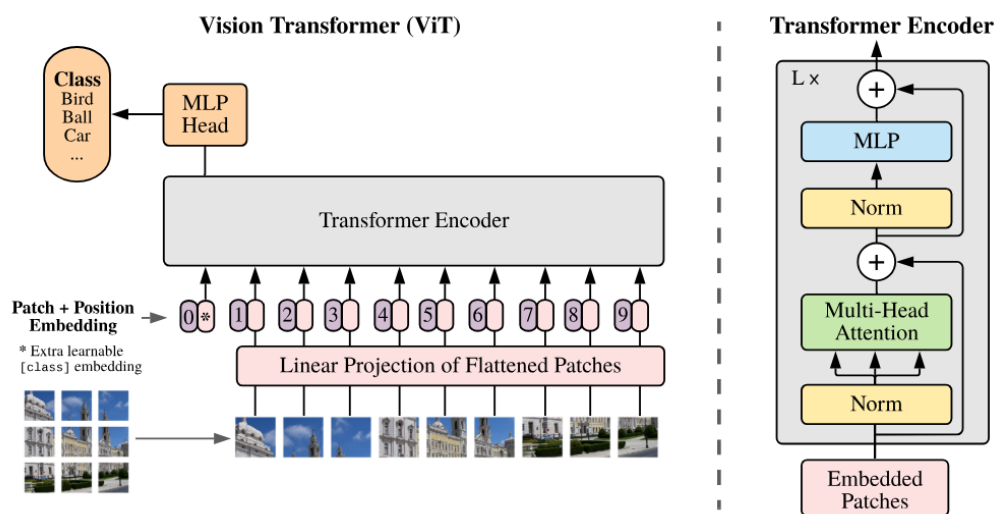 Vision Transformer (ViT)
Class
Bird
Ball
Car
...
MLP
Head
Transformer Encoder
Patch + Position
Embedding
0 * 1 2 3 4 5 6 7 8 9
* Extra learnable
[class] embedding
Linear Projection of Flattened Patches
Transformer Encoder
L ×
+
MLP
Norm
+
Multi-Head
Attention
Norm
Embedded
Patches